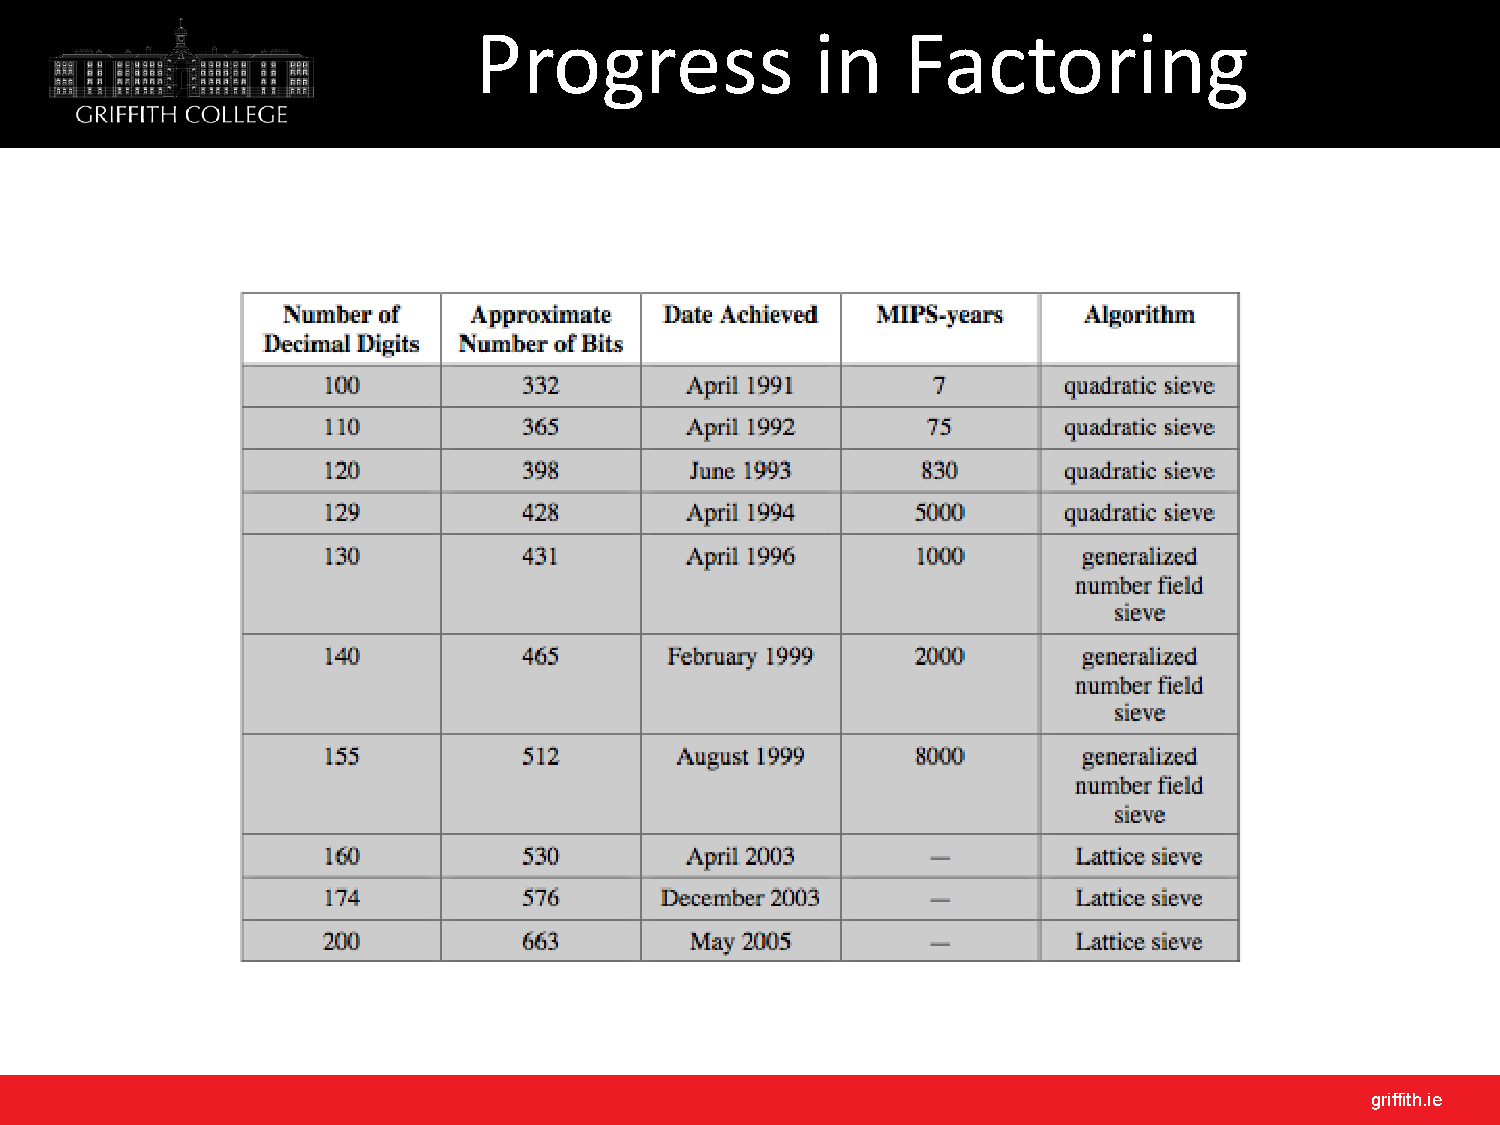 GRIFFITH COLLEGE
Progress in Factoring
Number of Decimal Digits Approximate Number of Bits Date Achieved MIPS-years Algorithm
100 332 April 1991 7 quadratic sieve
110 365 April 1992 75 quadratic sieve
120 398 June 1993 830 quadratic sieve
129 428 April 1994 5000 quadratic sieve
130 431 April 1996 1000 generalized number field sieve
140 465 February 1999 2000 generalized number field sieve
155 512 August 1999 8000 generalized number field sieve
160 530 April 2003 — Lattice sieve
174 576 December 2003 — Lattice sieve
200 663 May 2005 — Lattice sieve
griffith.ie